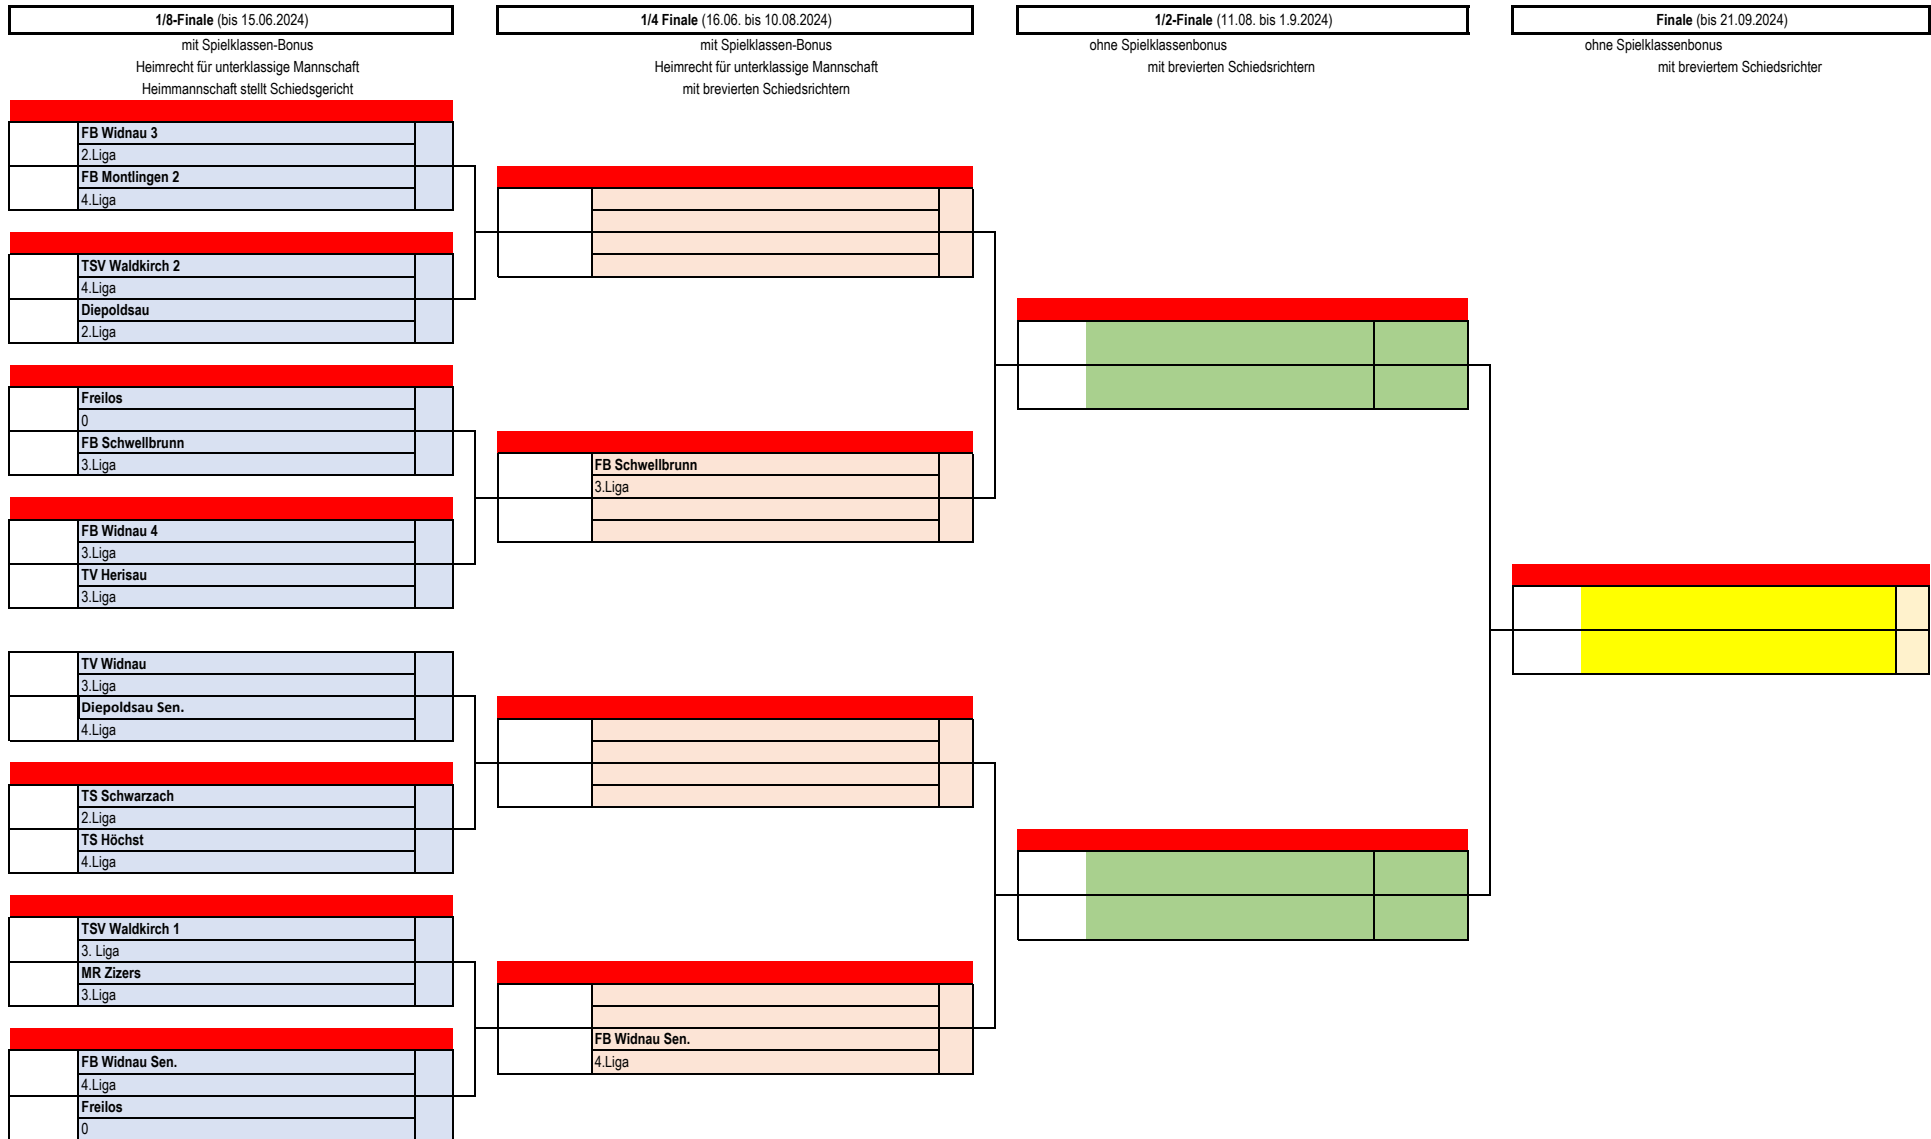 1/8-Finale (bis 15.06.2024)
mit Spielklassen-Bonus
Heimrecht für unterklassige Mannschaft
Heimmannschaft stellt Schiedsgericht
FB Widnau 3
2.Liga
FB Montlingen 2
4.Liga
TSV Waldkirch 2
4.Liga
Diepoldsau
2.Liga
Freilos
0
FB Schwellbrunn
3.Liga
FB Widnau 4
3.Liga
TV Herisau
3.Liga
TV Widnau
3.Liga
Diepoldsau Sen.
4.Liga
TS Schwarzach
2.Liga
TS Höchst
4.Liga
TSV Waldkirch 1
3. Liga
MR Zizers
3.Liga
FB Widnau Sen.
4.Liga
Freilos
0
1/4 Finale (16.06. bis 10.08.2024)
mit Spielklassen-Bonus
Heimrecht für unterklassige Mannschaft
mit brevierten Schiedsrichtern
FB Schwellbrunn
3.Liga
FB Widnau Sen.
4.Liga
1/2-Finale (11.08. bis 1.9.2024)
ohne Spielklassenbonus
mit brevierten Schiedsrichtern
Finale (bis 21.09.2024)
ohne Spielklassenbonus
mit breviertem Schiedsrichter